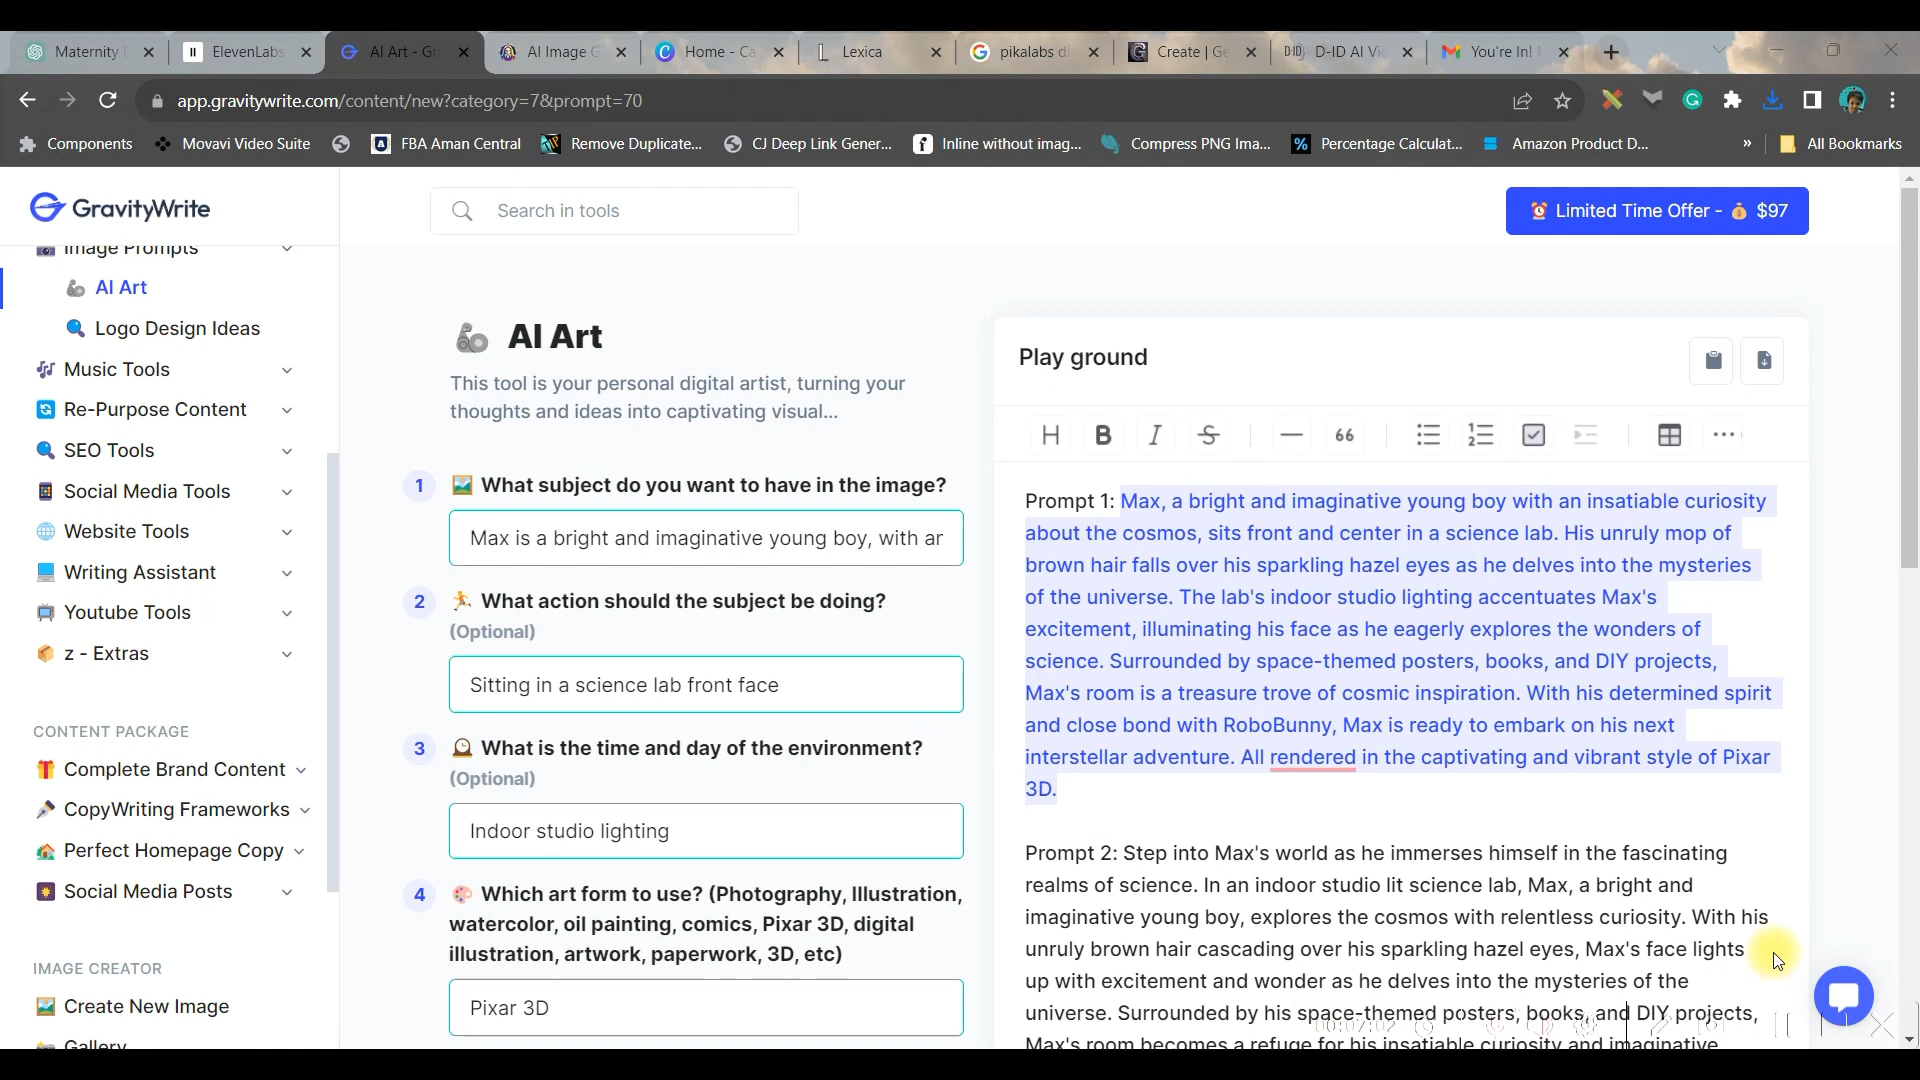 Maternity
ElevenLabs
AI Art - Gra
AI Image G
Home - Ca
Lexica
pikalabs di
Create | Ge
D-ID AI Vi
You're In!
app.gravitywrite.com/content/new?category=7&prompt=70
Components
Movavi Video Suite
FBA Aman Central
Remove Duplicate...
CJ Deep Link Gener...
Inline without imag...
Compress PNG Ima...
Percentage Calculat...
Amazon Product D...
»
All Bookmarks
GravityWrite
Search in tools
Limited Time Offer - 💰 $97
Image Prompts
AI Art
Logo Design Ideas
Music Tools
Re-Purpose Content
SEO Tools
Social Media Tools
Website Tools
Writing Assistant
Youtube Tools
z - Extras
CONTENT PACKAGE
Complete Brand Content
CopyWriting Frameworks
Perfect Homepage Copy
Social Media Posts
IMAGE CREATOR
Create New Image
Gallery
AI Art
This tool is your personal digital artist, turning your
thoughts and ideas into captivating visual...
1 What subject do you want to have in the image?
Max is a bright and imaginative young boy, with ar
2 What action should the subject be doing?
(Optional)
Sitting in a science lab front face
3 What is the time and day of the environment?
(Optional)
Indoor studio lighting
4 Which art form to use? (Photography, Illustration,
watercolor, oil painting, comics, Pixar 3D, digital
illustration, artwork, paperwork, 3D, etc)
Pixar 3D
Play ground
H B I S — 66
Prompt 1: Max, a bright and imaginative young boy with an insatiable curiosity
about the cosmos, sits front and center in a science lab. His unruly mop of
brown hair falls over his sparkling hazel eyes as he delves into the mysteries
of the universe. The lab's indoor studio lighting accentuates Max's
excitement, illuminating his face as he eagerly explores the wonders of
science. Surrounded by space-themed posters, books, and DIY projects,
Max's room is a treasure trove of cosmic inspiration. With his determined spirit
and close bond with RoboBunny, Max is ready to embark on his next
interstellar adventure. All rendered in the captivating and vibrant style of Pixar
3D.
Prompt 2: Step into Max's world as he immerses himself in the fascinating
realms of science. In an indoor studio lit science lab, Max, a bright and
imaginative young boy, explores the cosmos with relentless curiosity. With his
unruly brown hair cascading over his sparkling hazel eyes, Max's face lights
up with excitement and wonder as he delves into the mysteries of the
universe. Surrounded by his space-themed posters, books, and DIY projects,
Max's room becomes a refuge for his insatiable curiosity and imaginative